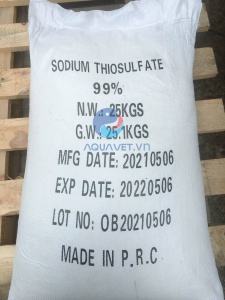 SODIUM THIOSULFATE
99%
N.W.: 25KGS
G.W.: 25.1KGS
AQUAVET.VN
MFG DATE: 20210506
EXP DATE: 20220506
LOT NO: OB20210506
MADE IN P.R.C